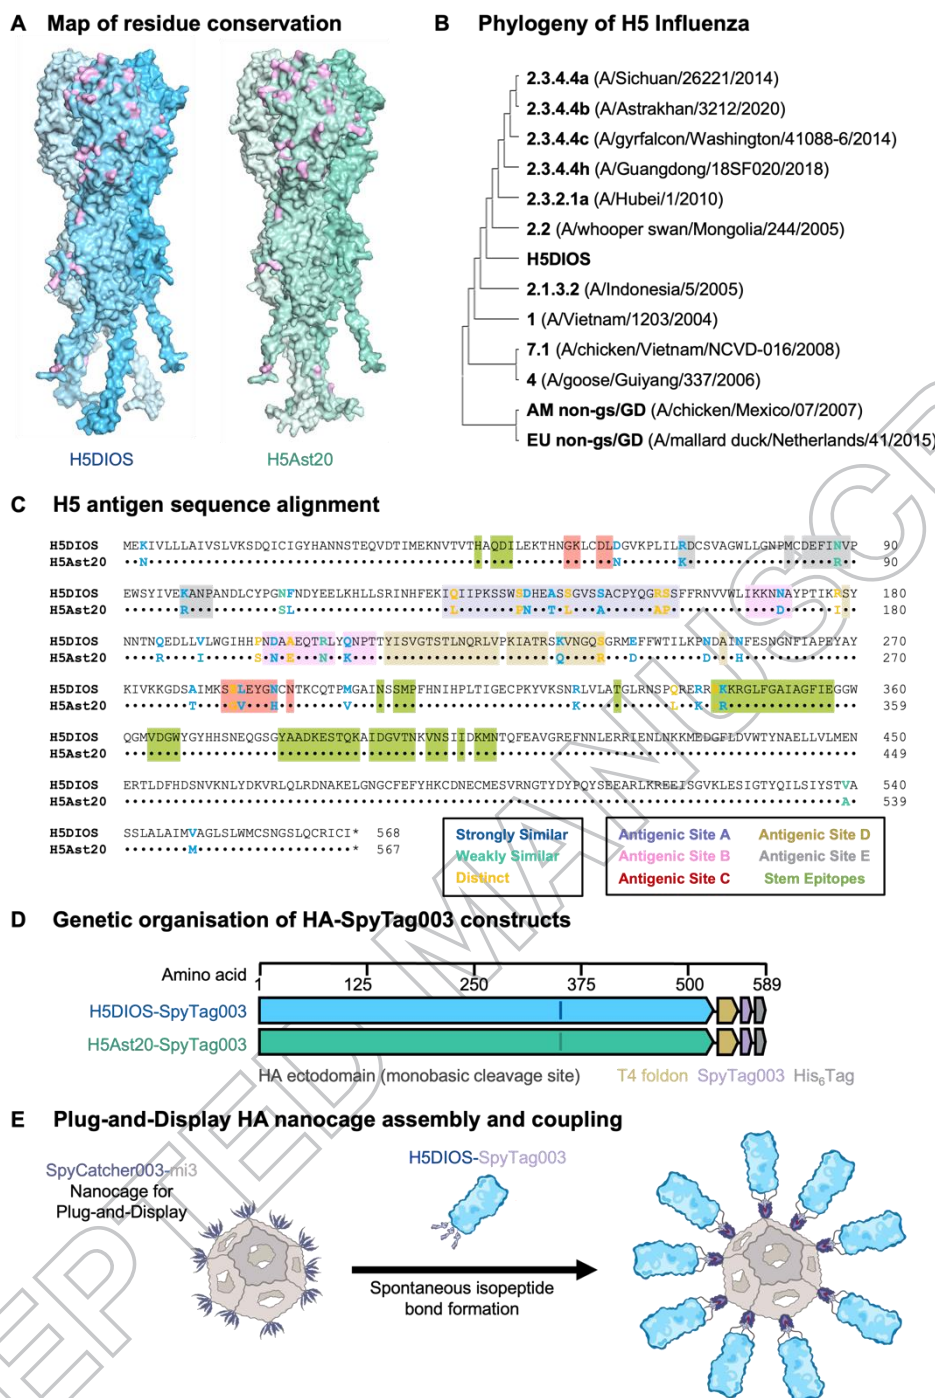 A Map of residue conservation
H5DIOS
H5Ast20
B Phylogeny of H5 Influenza
2.3.4.4a (A/Sichuan/26221/2014)
2.3.4.4b (A/Astrakhan/3212/2020)
2.3.4.4c (A/gyrfalcon/Washington/41088-6/2014)
2.3.4.4h (A/Guangdong/18SF020/2018)
2.3.2.1a (A/Hubei/1/2010)
2.2 (A/whooper swan/Mongolia/244/2005)
H5DIOS
2.1.3.2 (A/Indonesia/5/2005)
1 (A/Vietnam/1203/2004)
7.1 (A/chicken/Vietnam/NCVD-016/2008)
4 (A/goose/Guiyang/337/2006)
AM non-gs/GD (A/chicken/Mexico/07/2007)
EU non-gs/GD (A/mallard duck/Netherlands/41/2015)
C H5 antigen sequence alignment
H5DIOS MEKIVLLLAIVSLVKSDQICIGYHANNSTEQVDTIMEKNVTVTHAQDILEKTHNGKLCDLDGVKPLILRDCSVAGWLLGNPMCDEFINVP 90
H5Ast20 ••N•••••••••••••••••••••••••••••••••••••••••••••••••••••••••N•••••••K••••••••••••••••••R•• 90
H5DIOS EWSYIVEKANPANDLCYPGNFNDYEELKHLLSRINHFEKIQIIPKSSWSDHEASSGVSSACPYQGRSSFFRNVVWLIKKNNAYPTIKRSY 180
H5Ast20 •••••••R•••••••••••SL••••••••••••••••••••L•••••••PN•T•L•••••A•••••AP•••••••••••••D••••••I•• 180
H5DIOS NNTNQEDLLVLWGIHHPNDAAEQTRLYQNPTTYISVGTSTLNQRLVPKIATRSKVNGQSGRMEFFWTILKPNDAINFESNGNFIAPEYAY 270
H5Ast20 ••••R••••I••••••S•N•E•••N••K••••••••••••••••••••••••••Q••••R•••D••••••••D•••H••••••••••••• 270
H5DIOS KIVKKGDSAIMKSELEYGNCNTKCQTPMGAINSSMPFHNIHPLTIGECPKYVKSNRLVLATGLRNSPQRERRRKKRGLFGAIAGFIEGGW 360
H5Ast20 ••••••••T•••••V•••H••••••••V•••••••••••••••••••••••••••K•••••••••••L••K••R•••••••••••••••• 359
H5DIOS QGMVDGWYGYHHSNEQGSGYAADKESTQKAIDGVTNKVNSIIDKMNTQFEAVGREFNNLERRIENLNKKMEDGFLDVWTYNAELLVLMEN 450
H5Ast20 •••••••••••••••••••••••••••••••••••••••••••••••••••••••••••••••••••••••••••••••••••••••••• 449
H5DIOS ERTLDFHDSNVKNLYDKVRLQLRDNAKELGNGCFEFYHKCDNECMESVRNGTYDYPQYSEEARLKREEISGVKLESIGTYQILSIYSTVA 540
H5Ast20 ••••••••••••••••••••••••••••••••••••••••••••••••••••••••••••••••••••••••••••••••••••••••A• 539
H5DIOS SSLALAIMVAGLSLWMCSNGSLQCRICI* 568
H5Ast20 ••••••••M•••••••••••••••••••* 567
Strongly Similar
Weakly Similar
Distinct
Antigenic Site A Antigenic Site D
Antigenic Site B Antigenic Site E
Antigenic Site C Stem Epitopes
D Genetic organisation of HA-SpyTag003 constructs
Amino acid 1 125 250 375 500 589
H5DIOS-SpyTag003
H5Ast20-SpyTag003
HA ectodomain (monobasic cleavage site) T4 foldon SpyTag003 His6Tag
E Plug-and-Display HA nanocage assembly and coupling
SpyCatcher003-mi3
Nanocage for
Plug-and-Display
H5DIOS-SpyTag003
Spontaneous isopeptide
bond formation